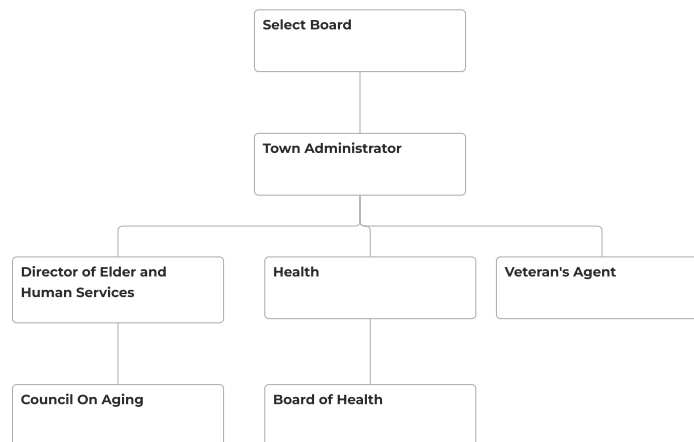 Select Board
Town Administrator
Director of Elder and
Human Services
Health
Veteran's Agent
Council On Aging
Board of Health